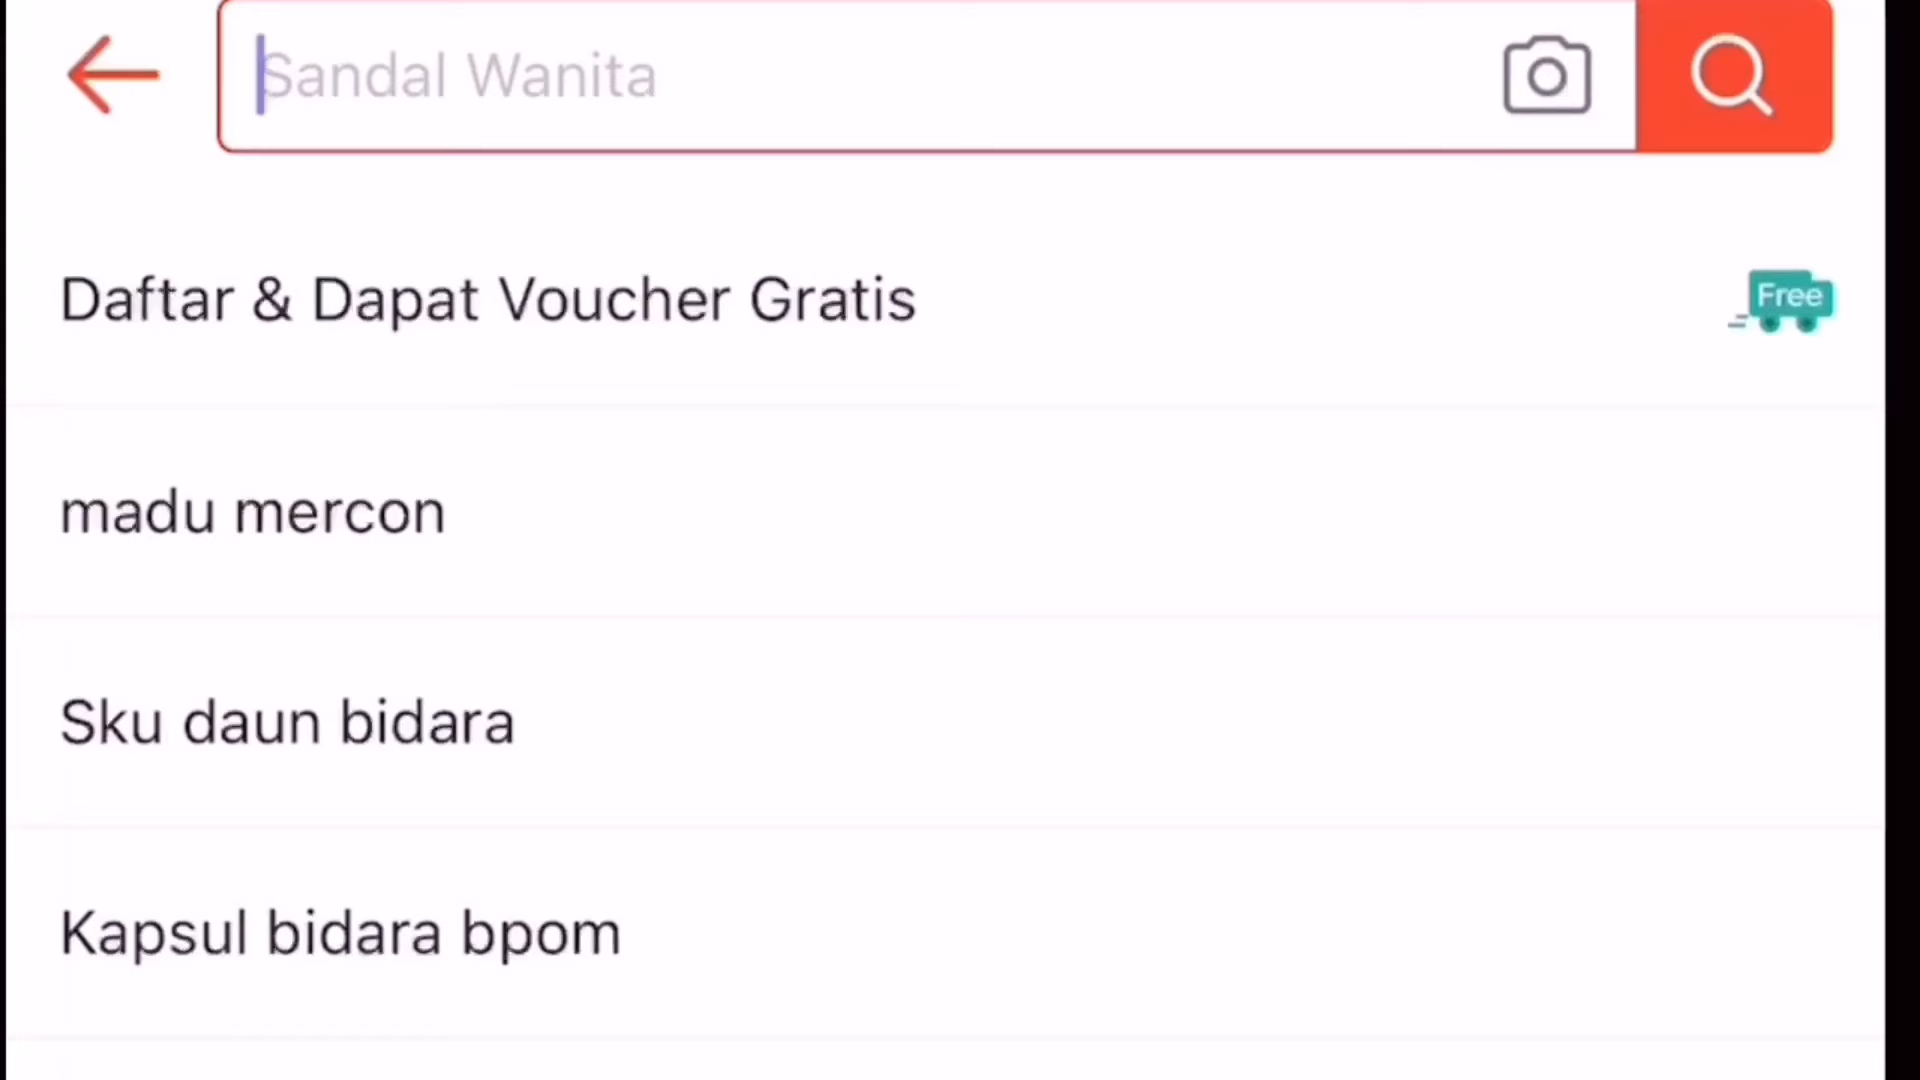 Sandal Wanita
Daftar & Dapat Voucher Gratis
Free
madu mercon
Sku daun bidara
Kapsul bidara bpom